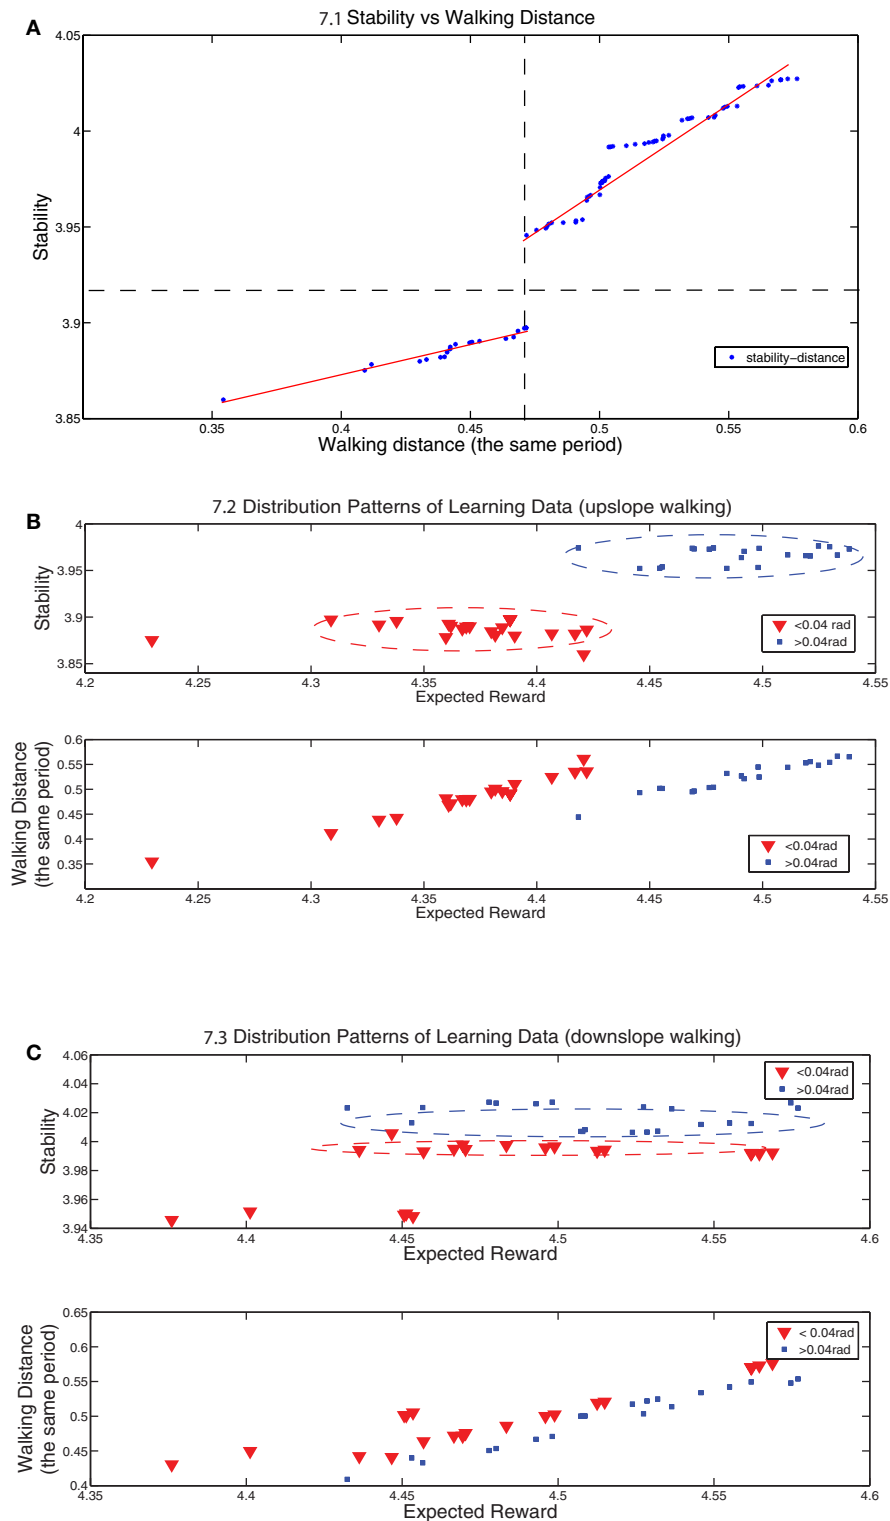 A
7.1 Stability vs Walking Distance
4.05
4
3.95
3.9
3.85
Stability
stability−distance
0.35 0.4 0.45 0.5 0.55 0.6
Walking distance (the same period)
B
7.2 Distribution Patterns of Learning Data (upslope walking)
4
3.95
3.9
3.85
Stability
<0.04 rad
>0.04rad
4.2 4.25 4.3 4.35 4.4 4.45 4.5 4.55
Expected Reward
0.6
0.55
0.5
0.45
0.4
0.35
Walking Distance
(the same period)
<0.04rad
>0.04rad
4.2 4.25 4.3 4.35 4.4 4.45 4.5 4.55
Expected Reward
C
7.3 Distribution Patterns of Learning Data (downslope walking)
4.06
4.04
4.02
4
3.98
3.96
3.94
Stability
<0.04rad
>0.04rad
4.35 4.4 4.45 4.5 4.55 4.6
Expected Reward
0.65
0.6
0.55
0.5
0.45
0.4
Walking Distance
(the same period)
< 0.04rad
>0.04rad
4.35 4.4 4.45 4.5 4.55 4.6
Expected Reward